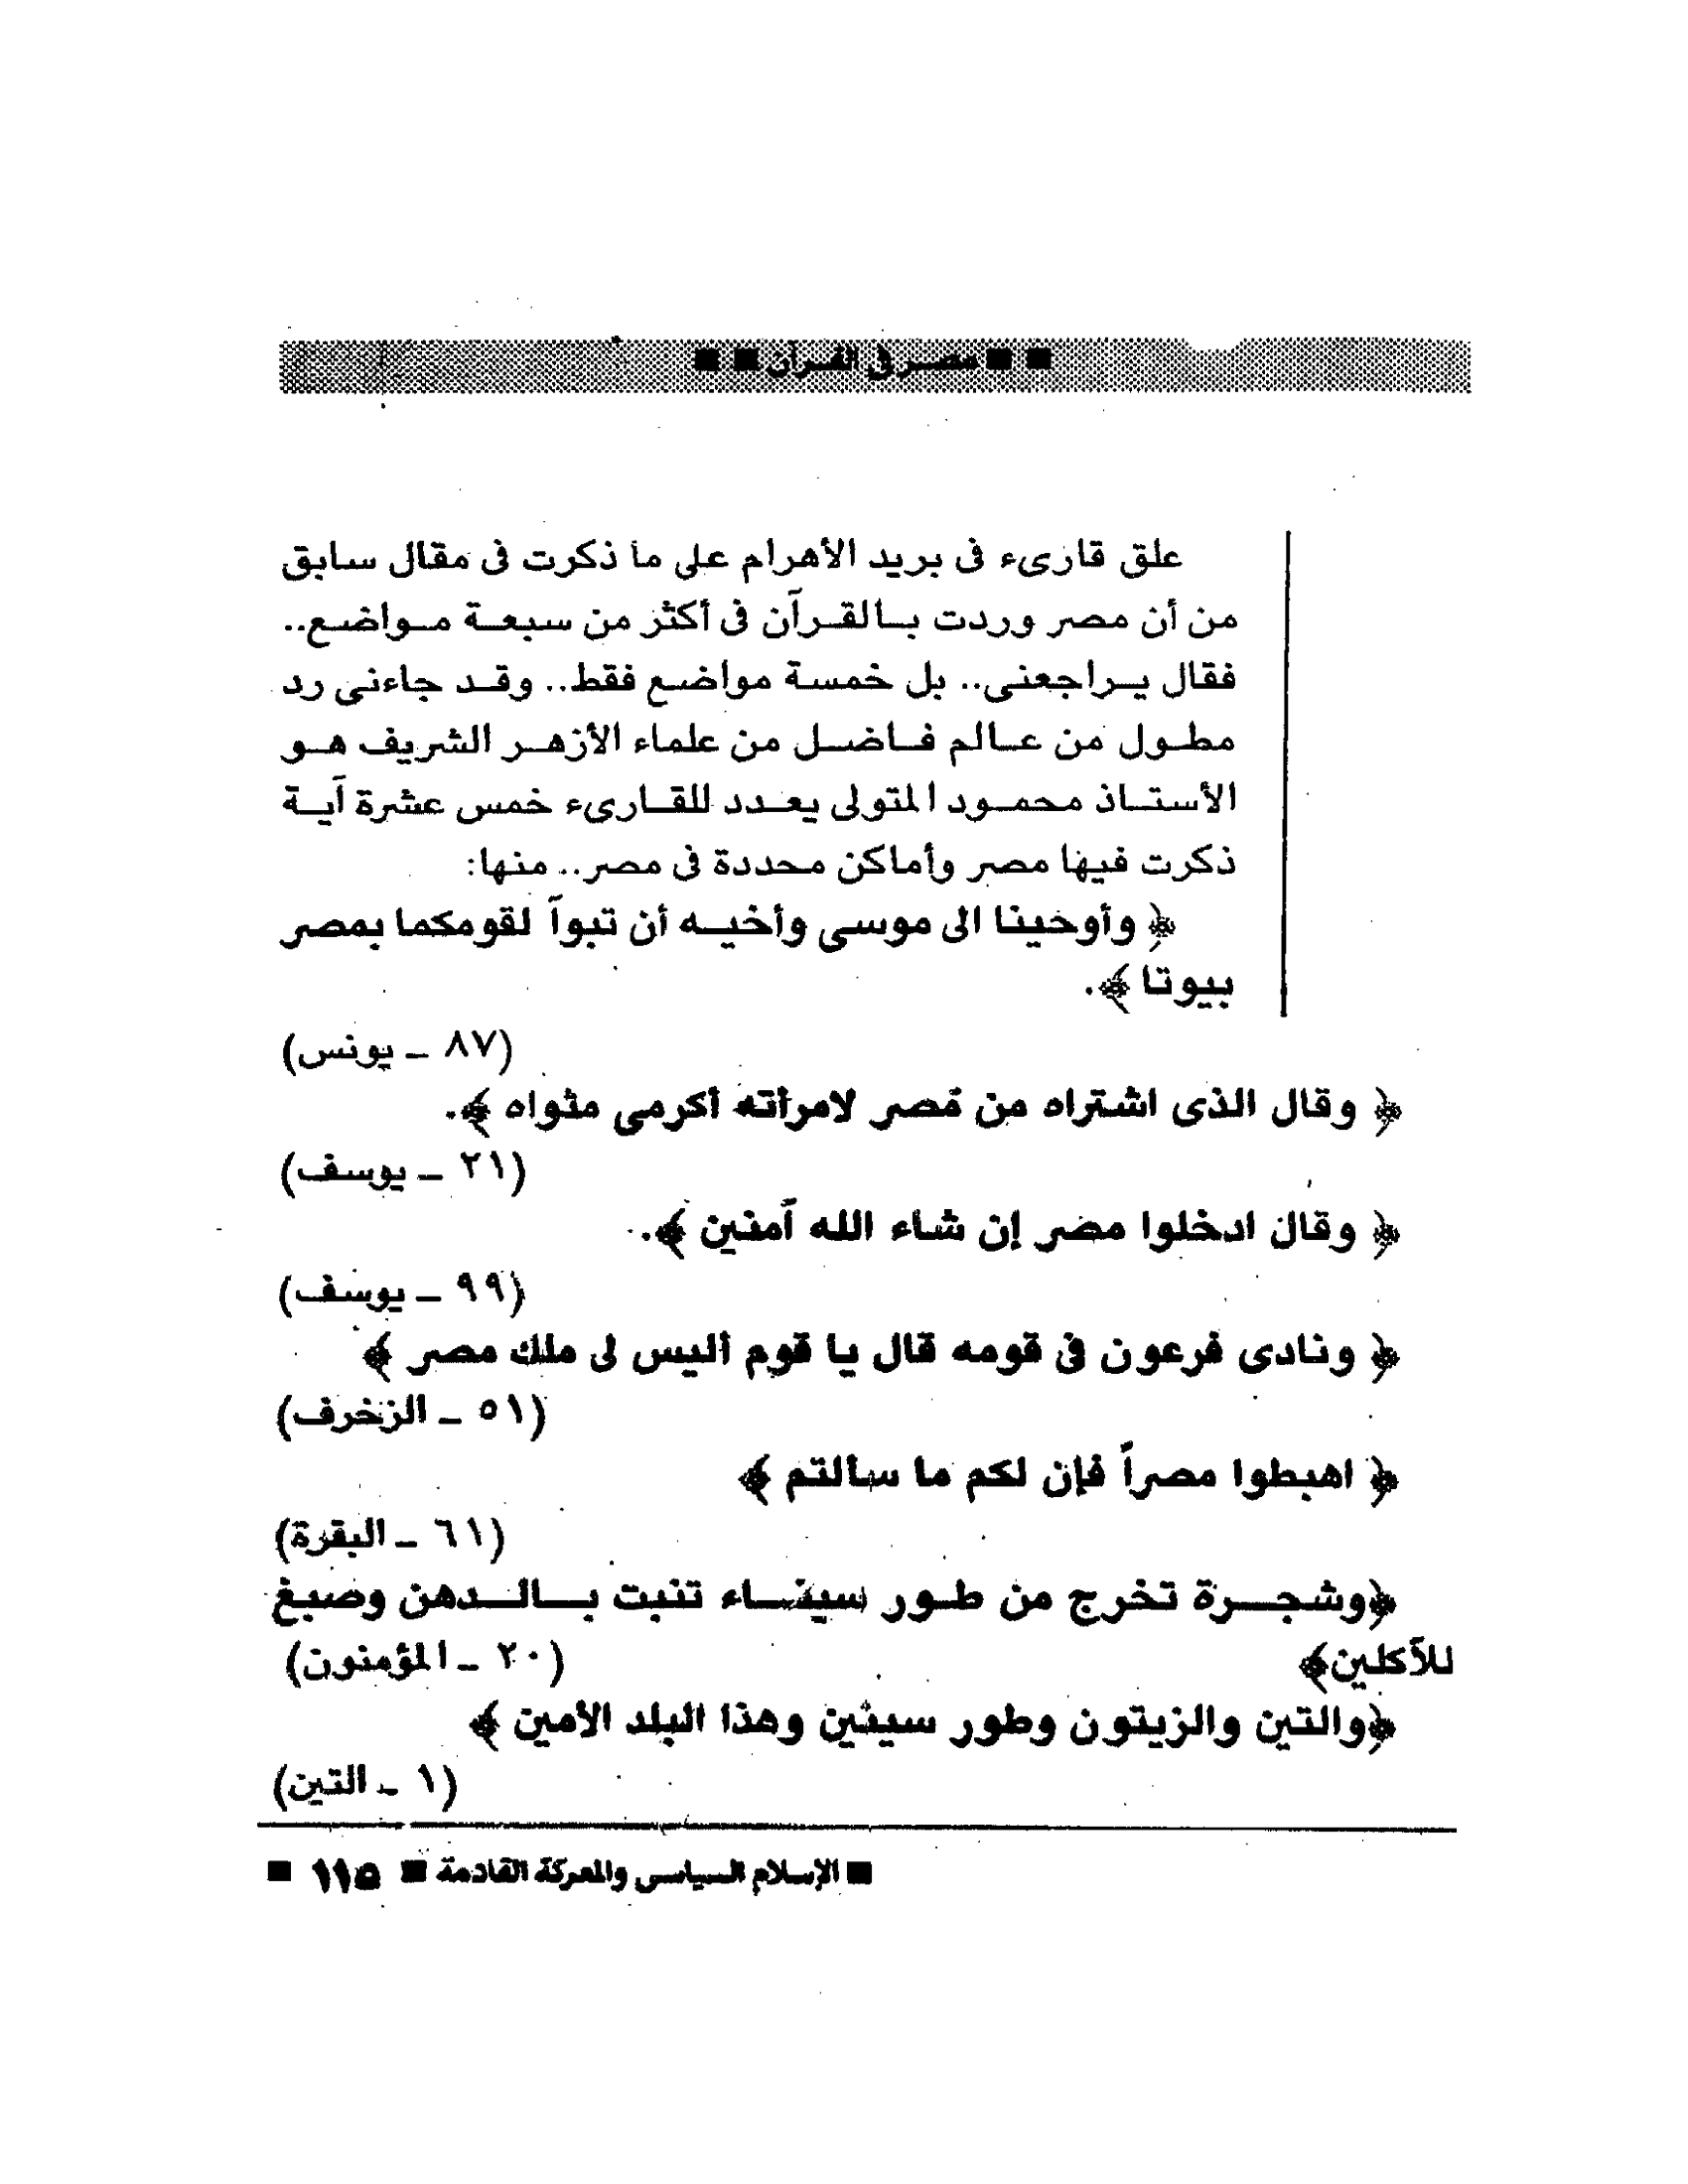 ■ ■ مصر في القرآن ■ ■
علق قارىء فى بريد الأهرام على ما ذكرت فى مقال سابق
من أن مصر وردت بالقرآن فى أكثر من سبعة مواضع..
فقال يراجعنى.. بل خمسة مواضع فقط.. وقد جاءنى رد
مطول من عالم فاضل من علماء الأزهر الشريف هو
الأستاذ محمود المتولى يعدد للقارىء خمس عشرة آية
ذكرت فيها مصر وأماكن محددة فى مصر.. منها:
﴿ وأوحينا الى موسى وأخيه أن تبوآ لقومكما بمصر
بيوتا ﴾.
(٨٧ ـ يونس)
﴿ وقال الذى اشتراه من مصر لامرأته أكرمى مثواه ﴾.
(٢١ ـ يوسف)
﴿ وقال ادخلوا مصر إن شاء الله آمنين ﴾.
(٩٩ ـ يوسف)
﴿ ونادى فرعون فى قومه قال يا قوم أليس لى ملك مصر ﴾
(٥١ ـ الزخرف)
﴿ اهبطوا مصراً فإن لكم ما سألتم ﴾
(٦١ ـ البقرة)
﴿وشجرة تخرج من طور سيناء تنبت بالدهن وصبغ
للآكلين﴾ (٢٠ ـ المؤمنون)
﴿والتين والزيتون وطور سينين وهذا البلد الأمين ﴾
(١ ـ التين)
■ الإسلام السياسى والمعركة القادمة ■ ١١٥ ■